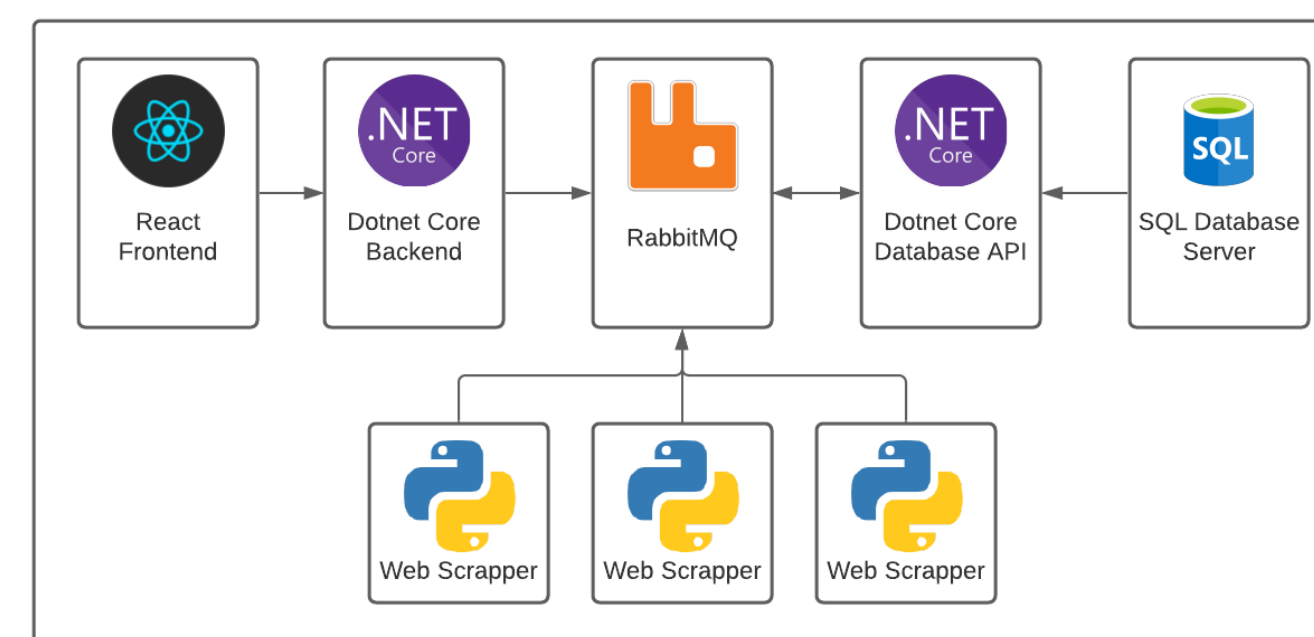 .NET
Core
.NET
Core
SQL
React
Frontend
Dotnet Core
Backend
RabbitMQ
Dotnet Core
Database API
SQL Database
Server
Web Scrapper
Web Scrapper
Web Scrapper